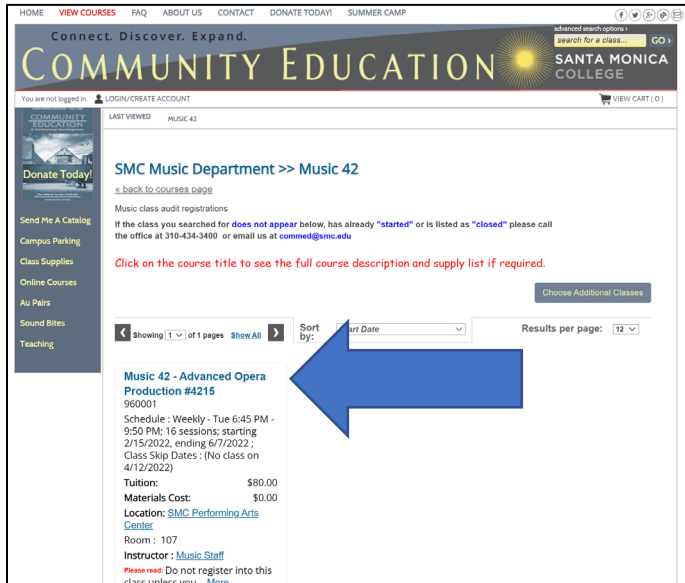 HOME VIEW COURSES FAQ ABOUT US CONTACT DONATE TODAY! SUMMER CAMP
Connect. Discover. Expand.
advanced search options ›
search for a class... GO ›
COMMUNITY EDUCATION
SANTA MONICA
COLLEGE
You are not logged in. LOGIN/CREATE ACCOUNT VIEW CART ( 0 )
COMMUNITY
EDUCATION
Donate Today!
Send Me A Catalog
Campus Parking
Class Supplies
Online Courses
Au Pairs
Sound Bites
Teaching
LAST VIEWED MUSIC 42
SMC Music Department >> Music 42
« back to courses page
Music class audit registrations
If the class you searched for does not appear below, has already "started" or is listed as "closed" please call
the office at 310-434-3400 or email us at commed@smc.edu
Click on the course title to see the full course description and supply list if required.
Choose Additional Classes
Showing 1 of 1 pages Show All
Sort
by:
Start Date
Results per page: 12
Music 42 - Advanced Opera
Production #4215
960001
Schedule : Weekly - Tue 6:45 PM -
9:50 PM; 16 sessions; starting
2/15/2022, ending 6/7/2022 ;
Class Skip Dates : (No class on
4/12/2022)
Tuition: $80.00
Materials Cost: $0.00
Location: SMC Performing Arts
Center
Room : 107
Instructor : Music Staff
Please read: Do not register into this
class unless you... More